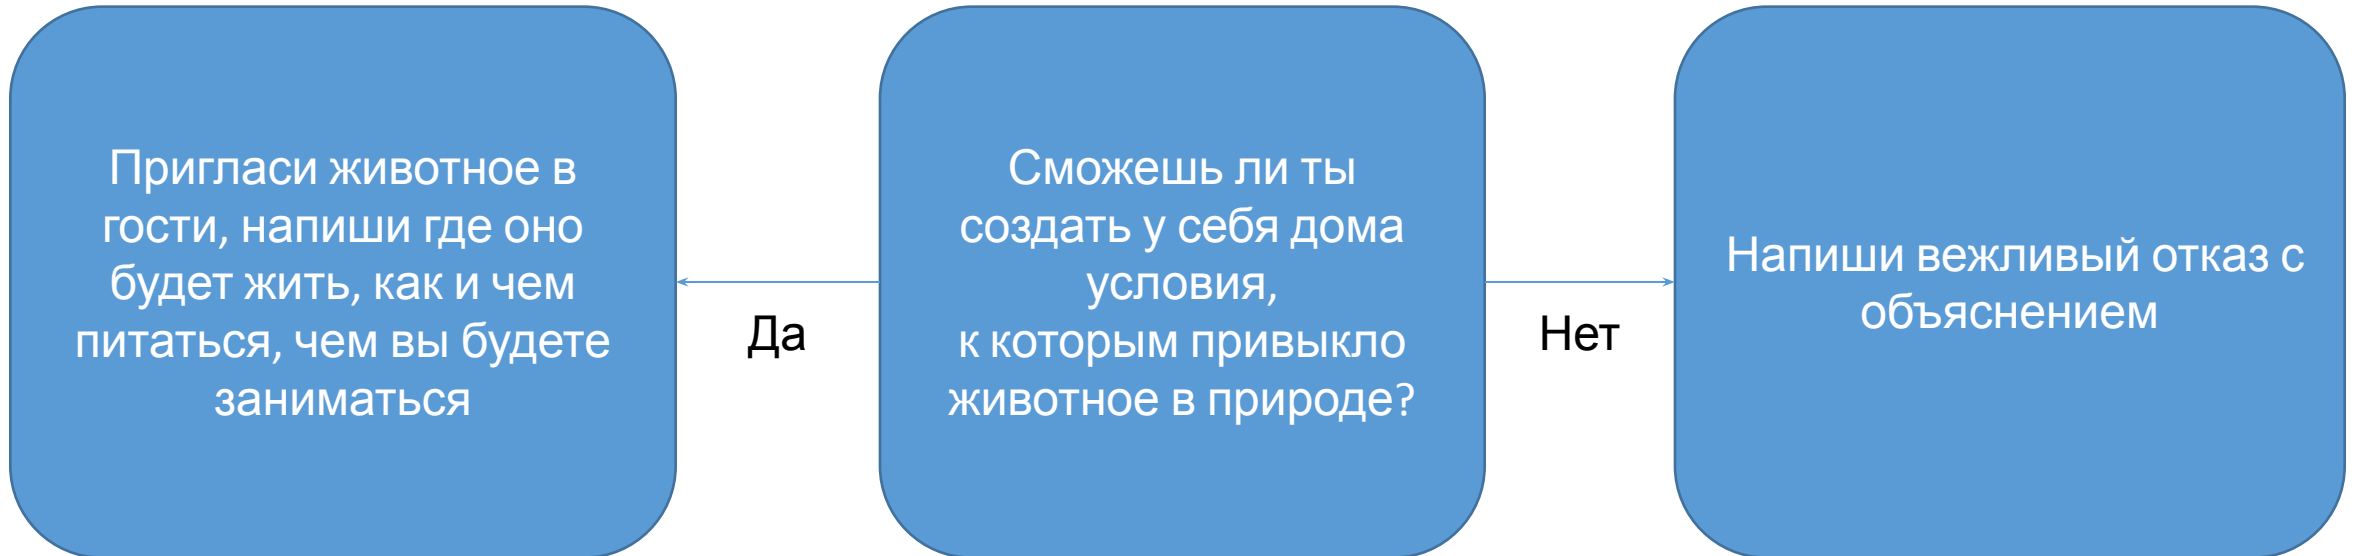 Пригласи животное в
гости, напиши где оно
будет жить, как и чем
питаться, чем вы будете
заниматься
Да
Сможешь ли ты
создать у себя дома
условия,
к которым привыкло
животное в природе?
Нет
Напиши вежливый отказ с
объяснением